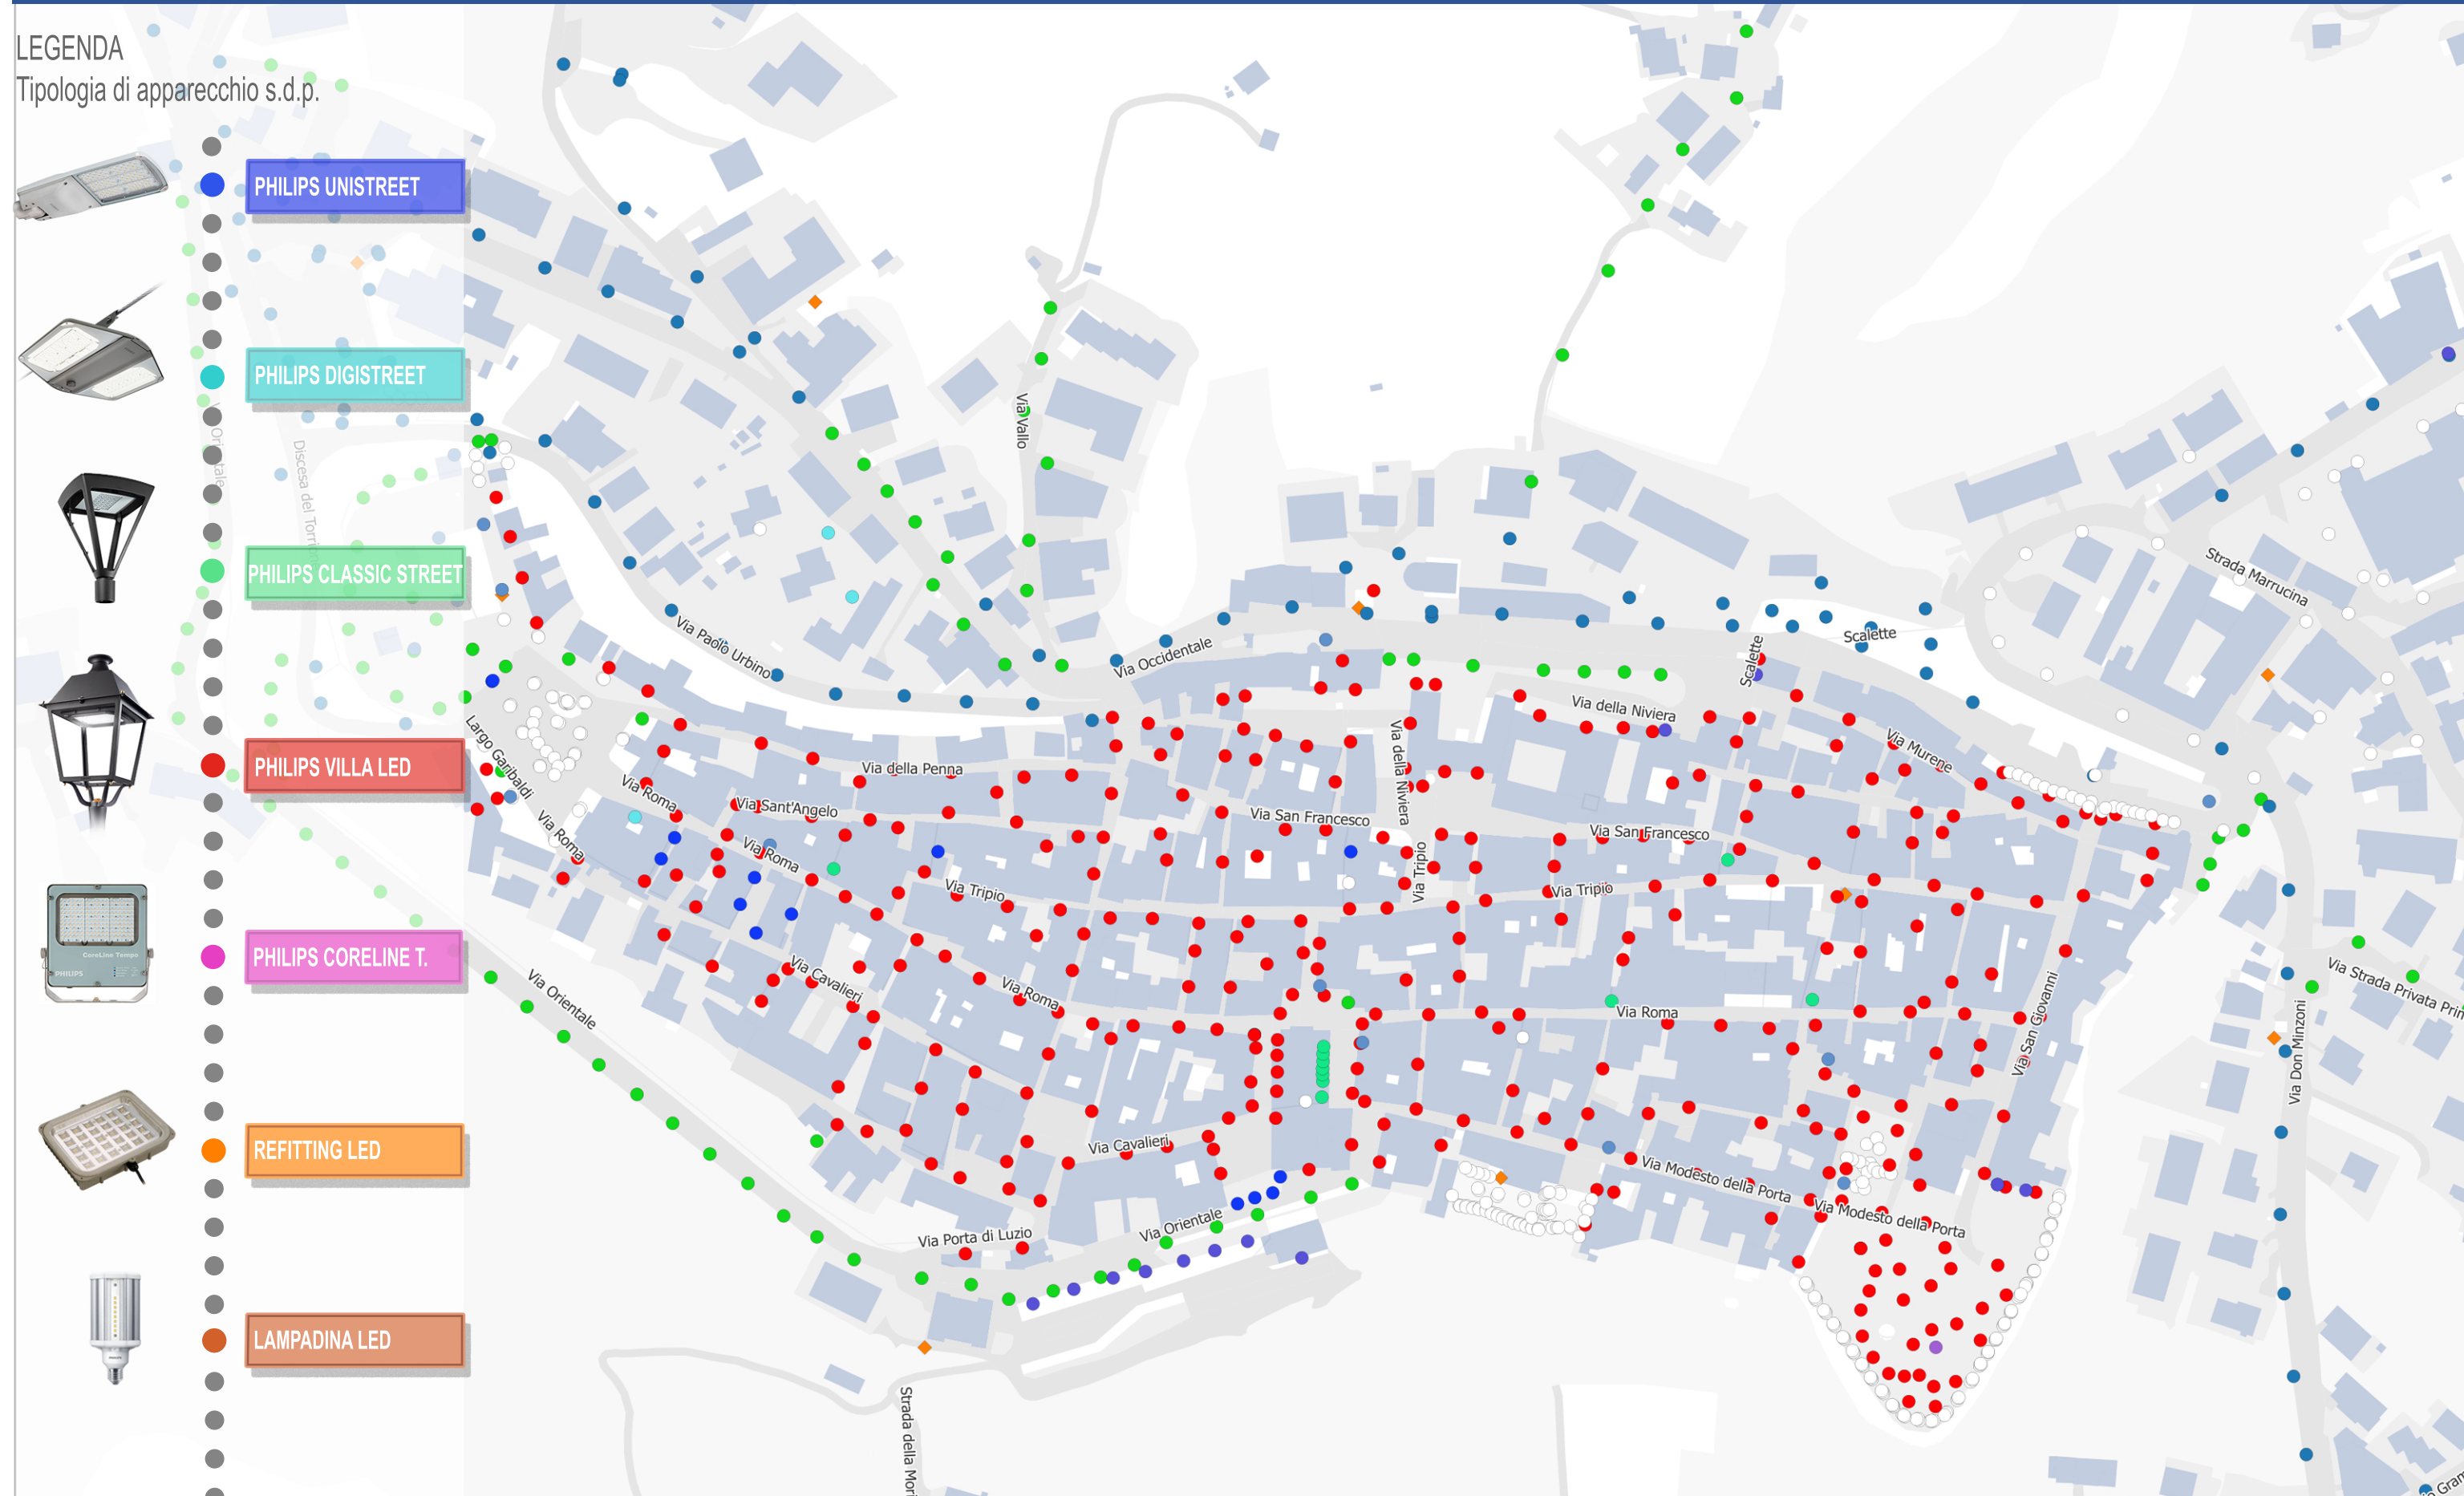 LEGENDA
Tipologia di apparecchio s.d.p.
PHILIPS UNISTREET
PHILIPS DIGISTREET
PHILIPS CLASSIC STREET
PHILIPS VILLA LED
PHILIPS CORELINE T.
REFITTING LED
LAMPADINA LED
CoreLine Tempo
PHILIPS
Discesa del Torrione
Via Vallo
Via Paolo Urbino
Via Occidentale
Scalette
Scalette
Strada Marrucina
Via della Niviera
Via Murene
Largo Garibaldi
Via della Penna
Via della Niviera
Via Roma
Via Sant'Angelo
Via San Francesco
Via San Francesco
Via Roma
Via Roma
Via Tripio
Via Tripio
Via Tripio
Via Cavalieri
Via Orientale
Via Roma
Via Roma
Via San Giovanni
Via Strada Privata Prin
Via Don Minzoni
Via Cavalieri
Via Modesto della Porta
Via Modesto della Porta
Via Orientale
Via Porta di Luzio
Strada della Mori